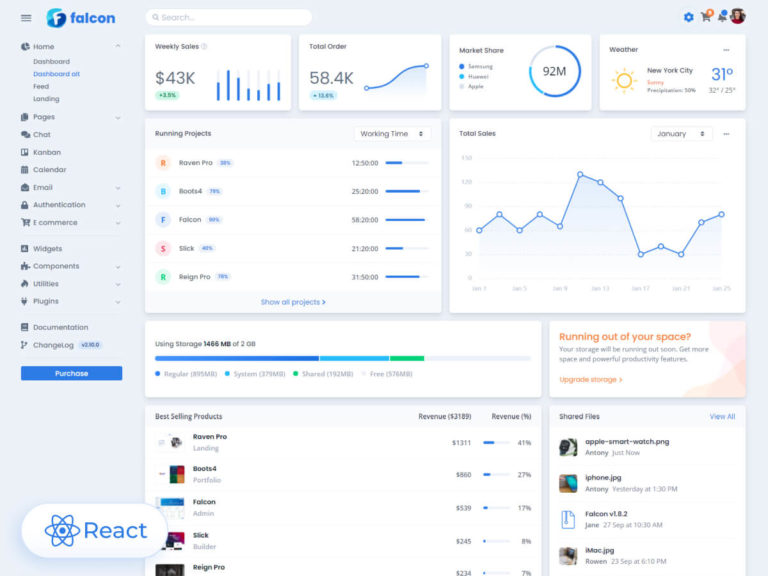 falcon
Search...
Home
Dashboard
Dashboard alt
Feed
Landing
Pages
Chat
Kanban
Calendar
Email
Authentication
E commerce
Widgets
Components
Utilities
Plugins
Documentation
ChangeLog v2.10.0
Purchase
React
Weekly Sales
$43K
+3.5%
Total Order
58.4K
+ 13.6%
Market Share
Samsung
Huawei
Apple
92M
Weather
New York City
Sunny
Precipitation: 50%
31°
32° / 25°
Running Projects
Working Time
R Raven Pro 38% 12:50:00
B Boots4 79% 25:20:00
F Falcon 90% 58:20:00
S Slick 40% 21:20:00
R Reign Pro 70% 31:50:00
Show all projects >
Total Sales
January
150
120
90
60
30
0
Jan 1 Jan 5 Jan 9 Jan 13 Jan 17 Jan 21 Jan 25
Using Storage 1466 MB of 2 GB
Regular (895MB) System (379MB) Shared (192MB) Free (576MB)
Running out of your space?
Your storage will be running out soon. Get more
space and powerful productivity features.
Upgrade storage >
Best Selling Products Revenue ($3189) Revenue (%)
Raven Pro
Landing
$1311 41%
Boots4
Portfolio
$860 27%
Falcon
Admin
$539 17%
Slick
Builder
$245 8%
Reign Pro
$234 7%
Shared Files View All
apple-smart-watch.png
Antony Just Now
iphone.jpg
Antony Yesterday at 1:30 PM
Falcon v1.8.2
Jane 27 Sep at 10:30 AM
iMac.jpg
Rowen 23 Sep at 6:10 PM